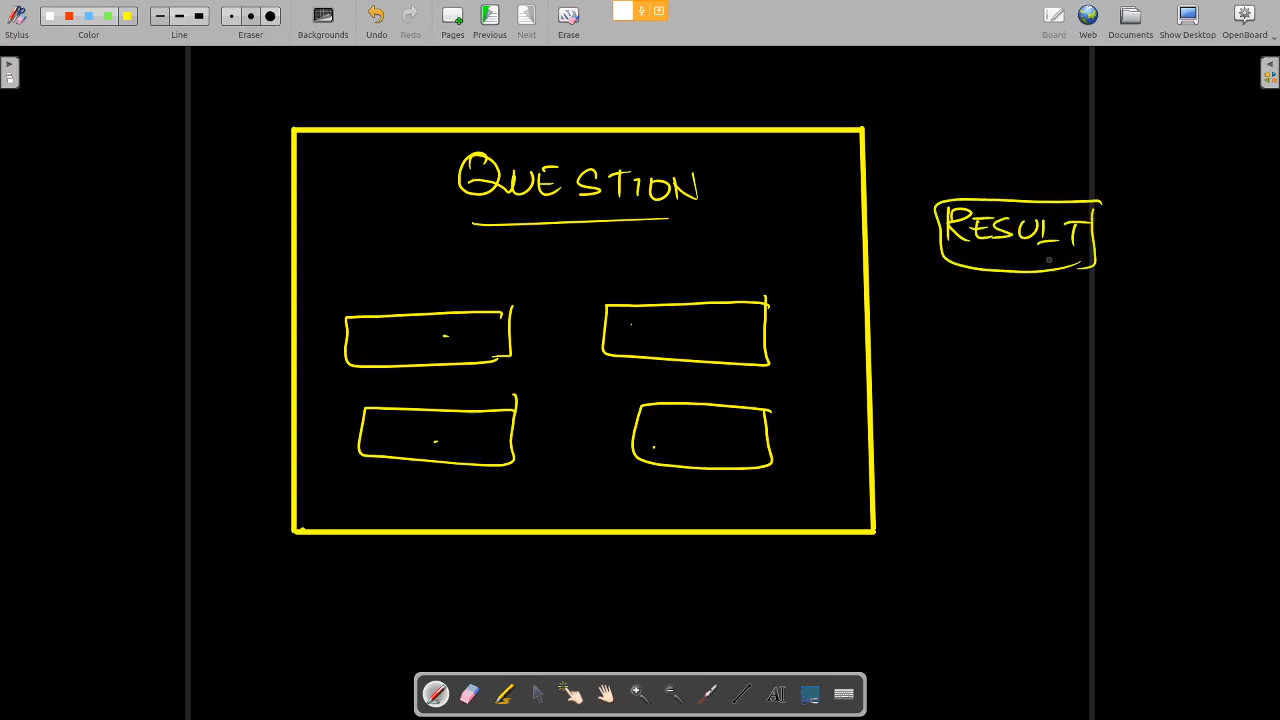 Stylus Color Line Eraser Backgrounds Undo Redo Pages Previous Next Erase Board Web Documents Show Desktop OpenBoard
QUESTION
RESULT
AI